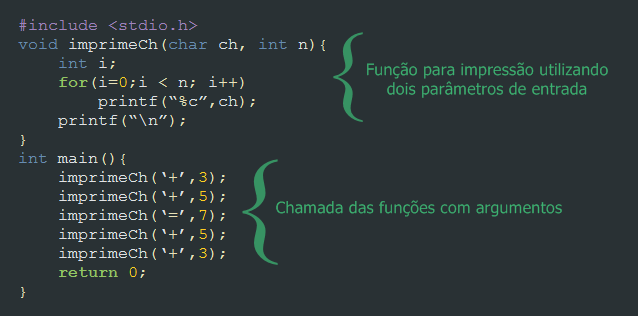 #include <stdio.h>
void imprimeCh(char ch, int n){
    int i;
    for(i=0;i < n; i++)
        printf(“%c”,ch);
    printf(“\n”);
}
Função para impressão utilizando
dois parâmetros de entrada
int main(){
    imprimeCh(‘+’,3);
    imprimeCh(‘+’,5);
    imprimeCh(‘=’,7);
    imprimeCh(‘+’,5);
    imprimeCh(‘+’,3);
    return 0;
}
Chamada das funções com argumentos